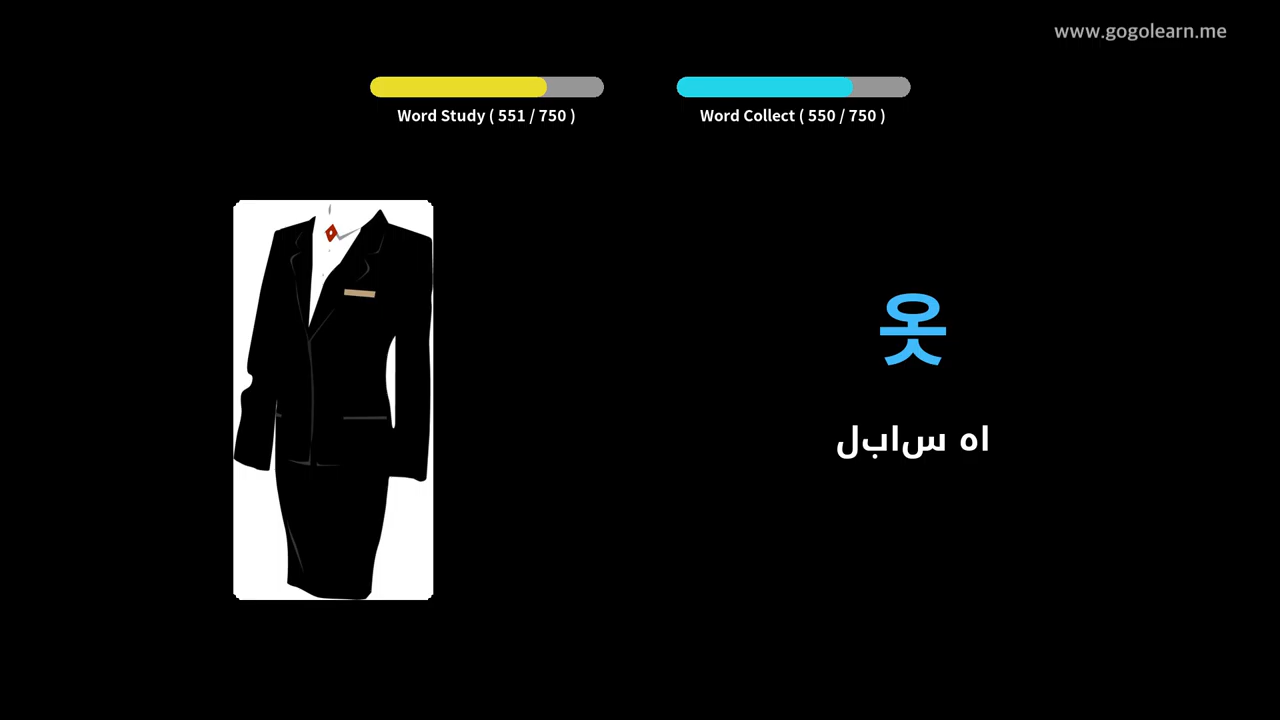 www.gogolearn.me
Word Study ( 551 / 750 )
Word Collect ( 550 / 750 )
옷
لباس ها